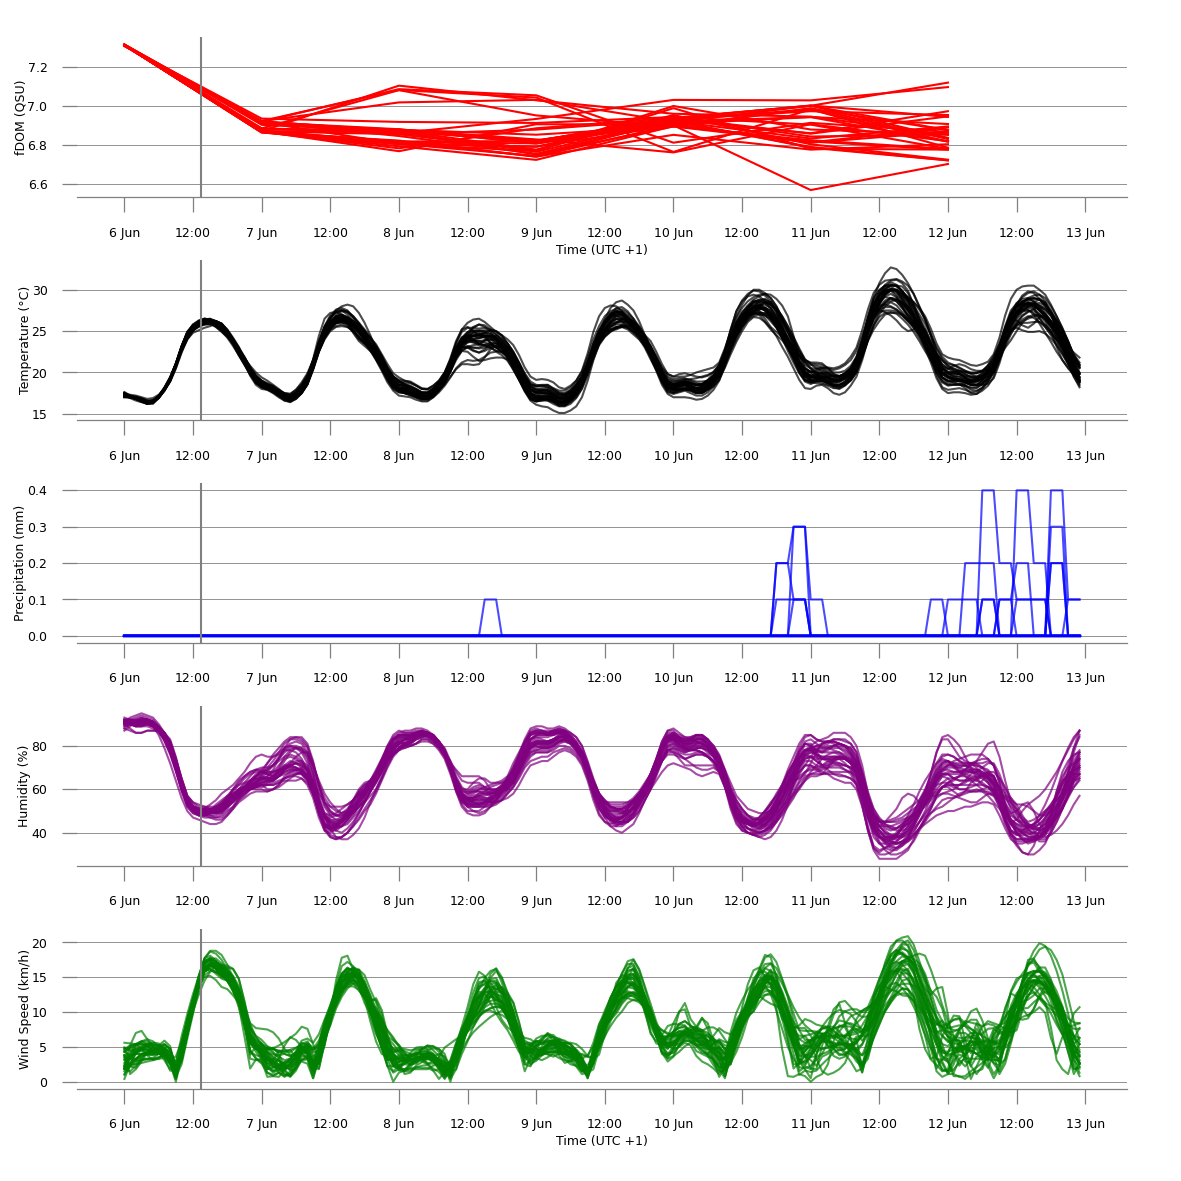 7.2
7.0
6.8
6.6
fDOM (QSU)
6 Jun 12:00 7 Jun 12:00 8 Jun 12:00 9 Jun 12:00 10 Jun 12:00 11 Jun 12:00 12 Jun 12:00 13 Jun
Time (UTC +1)
30
25
20
15
Temperature (°C)
6 Jun 12:00 7 Jun 12:00 8 Jun 12:00 9 Jun 12:00 10 Jun 12:00 11 Jun 12:00 12 Jun 12:00 13 Jun
0.4
0.3
0.2
0.1
0.0
Precipitation (mm)
6 Jun 12:00 7 Jun 12:00 8 Jun 12:00 9 Jun 12:00 10 Jun 12:00 11 Jun 12:00 12 Jun 12:00 13 Jun
80
60
40
Humidity (%)
6 Jun 12:00 7 Jun 12:00 8 Jun 12:00 9 Jun 12:00 10 Jun 12:00 11 Jun 12:00 12 Jun 12:00 13 Jun
20
15
10
5
0
Wind Speed (km/h)
6 Jun 12:00 7 Jun 12:00 8 Jun 12:00 9 Jun 12:00 10 Jun 12:00 11 Jun 12:00 12 Jun 12:00 13 Jun
Time (UTC +1)